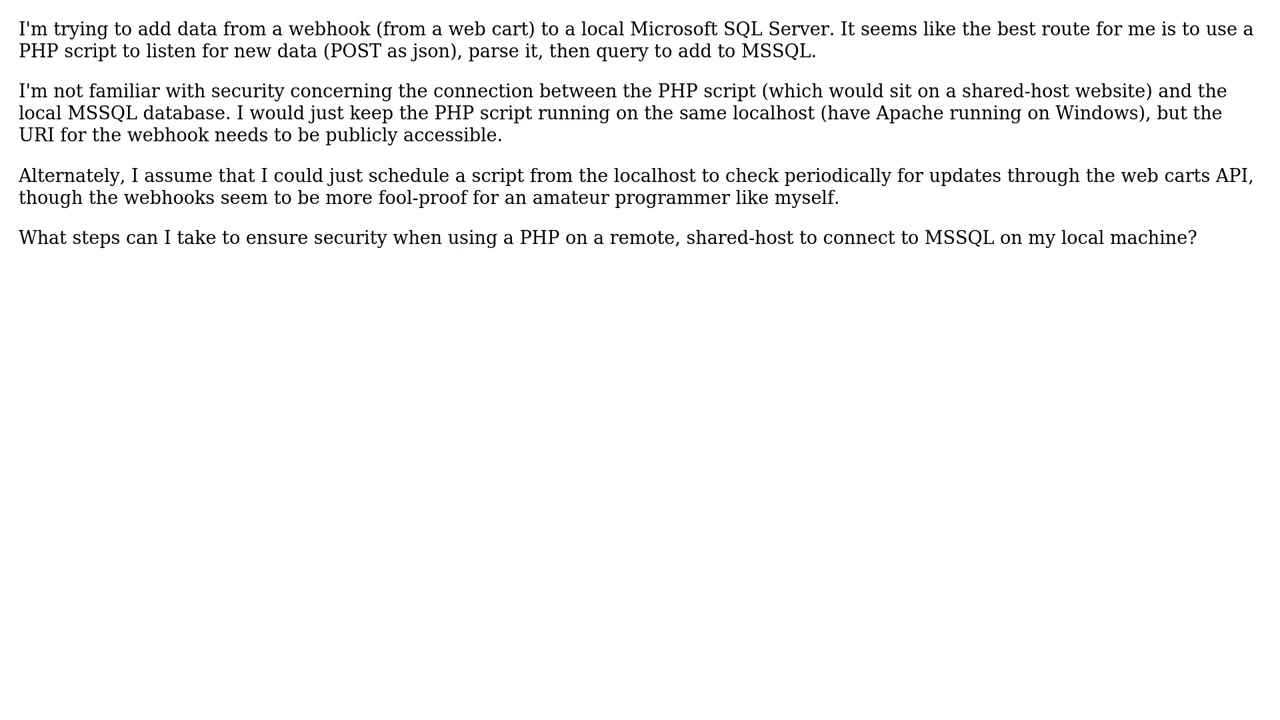 I'm trying to add data from a webhook (from a web cart) to a local Microsoft SQL Server. It seems like the best route for me is to use a
PHP script to listen for new data (POST as json), parse it, then query to add to MSSQL.
I'm not familiar with security concerning the connection between the PHP script (which would sit on a shared-host website) and the
local MSSQL database. I would just keep the PHP script running on the same localhost (have Apache running on Windows), but the
URI for the webhook needs to be publicly accessible.
Alternately, I assume that I could just schedule a script from the localhost to check periodically for updates through the web carts API,
though the webhooks seem to be more fool-proof for an amateur programmer like myself.
What steps can I take to ensure security when using a PHP on a remote, shared-host to connect to MSSQL on my local machine?